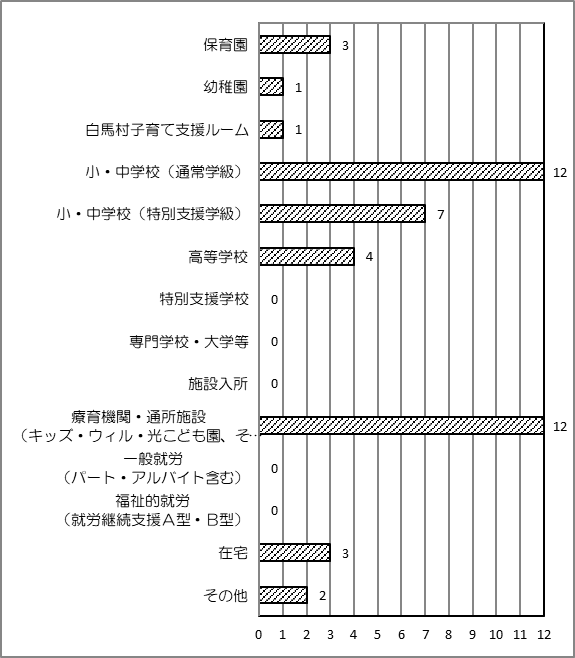 保育園 3
幼稚園 1
白馬村子育て支援ルーム 1
小・中学校（通常学級） 12
小・中学校（特別支援学級） 7
高等学校 4
特別支援学校 0
専門学校・大学等 0
施設入所 0
療育機関・通所施設
（キッズ・ウィル・光こども園、そ… 12
一般就労
（パート・アルバイト含む） 0
福祉的就労
（就労継続支援Ａ型・Ｂ型） 0
在宅 3
その他 2
0 1 2 3 4 5 6 7 8 9 10 11 12